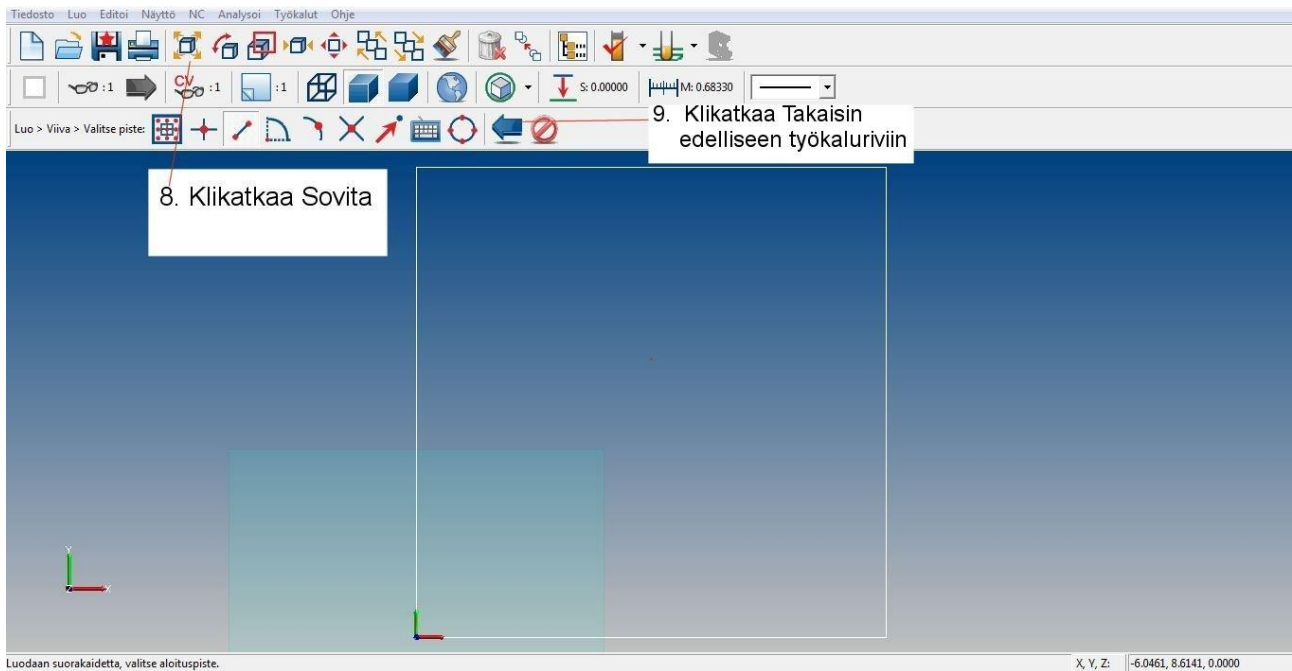 Tiedosto Luo Editoi Näyttö NC Analysoi Työkalut Ohje
:1 CV :1 :1 S: 0.00000 M: 0.68330
Luo > Viiva > Valitse piste:
9. Klikatkaa Takaisin
edelliseen työkaluriviin
8. Klikatkaa Sovita
Y
X
Luodaan suorakaidetta, valitse aloituspiste.
X, Y, Z: -6.0461, 8.6141, 0.0000